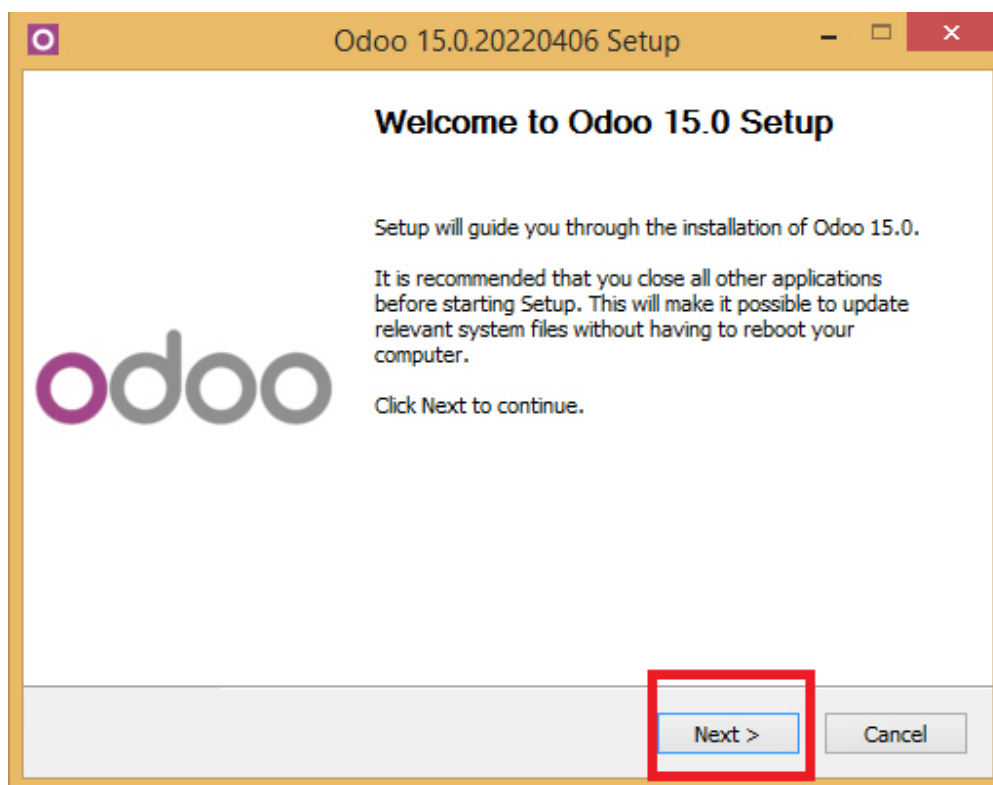 Odoo 15.0.20220406 Setup
Welcome to Odoo 15.0 Setup
Setup will guide you through the installation of Odoo 15.0.
It is recommended that you close all other applications
before starting Setup. This will make it possible to update
relevant system files without having to reboot your
computer.
odoo
Click Next to continue.
Next >
Cancel